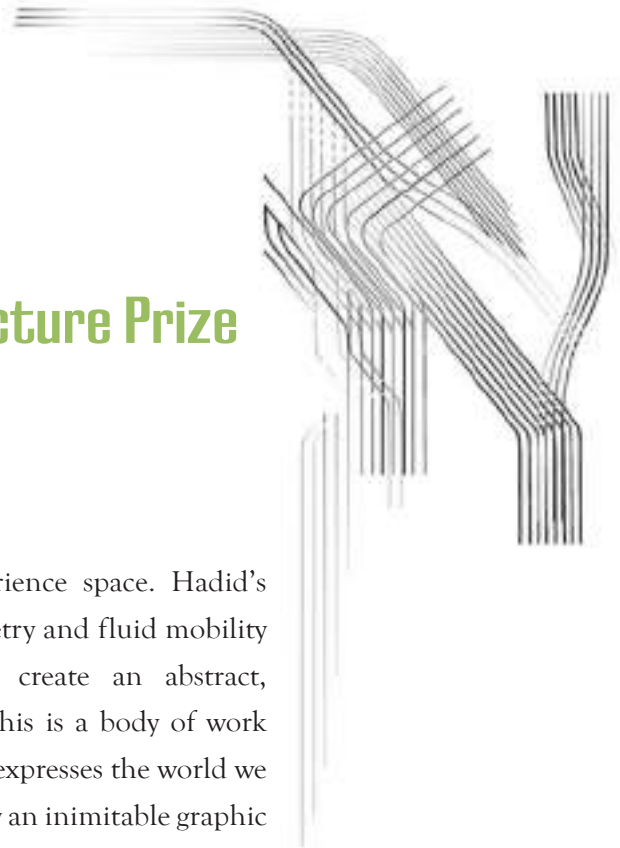 cture Prize
rience space. Hadid’s
etry and fluid mobility
create an abstract,
his is a body of work
expresses the world we
an inimitable graphic